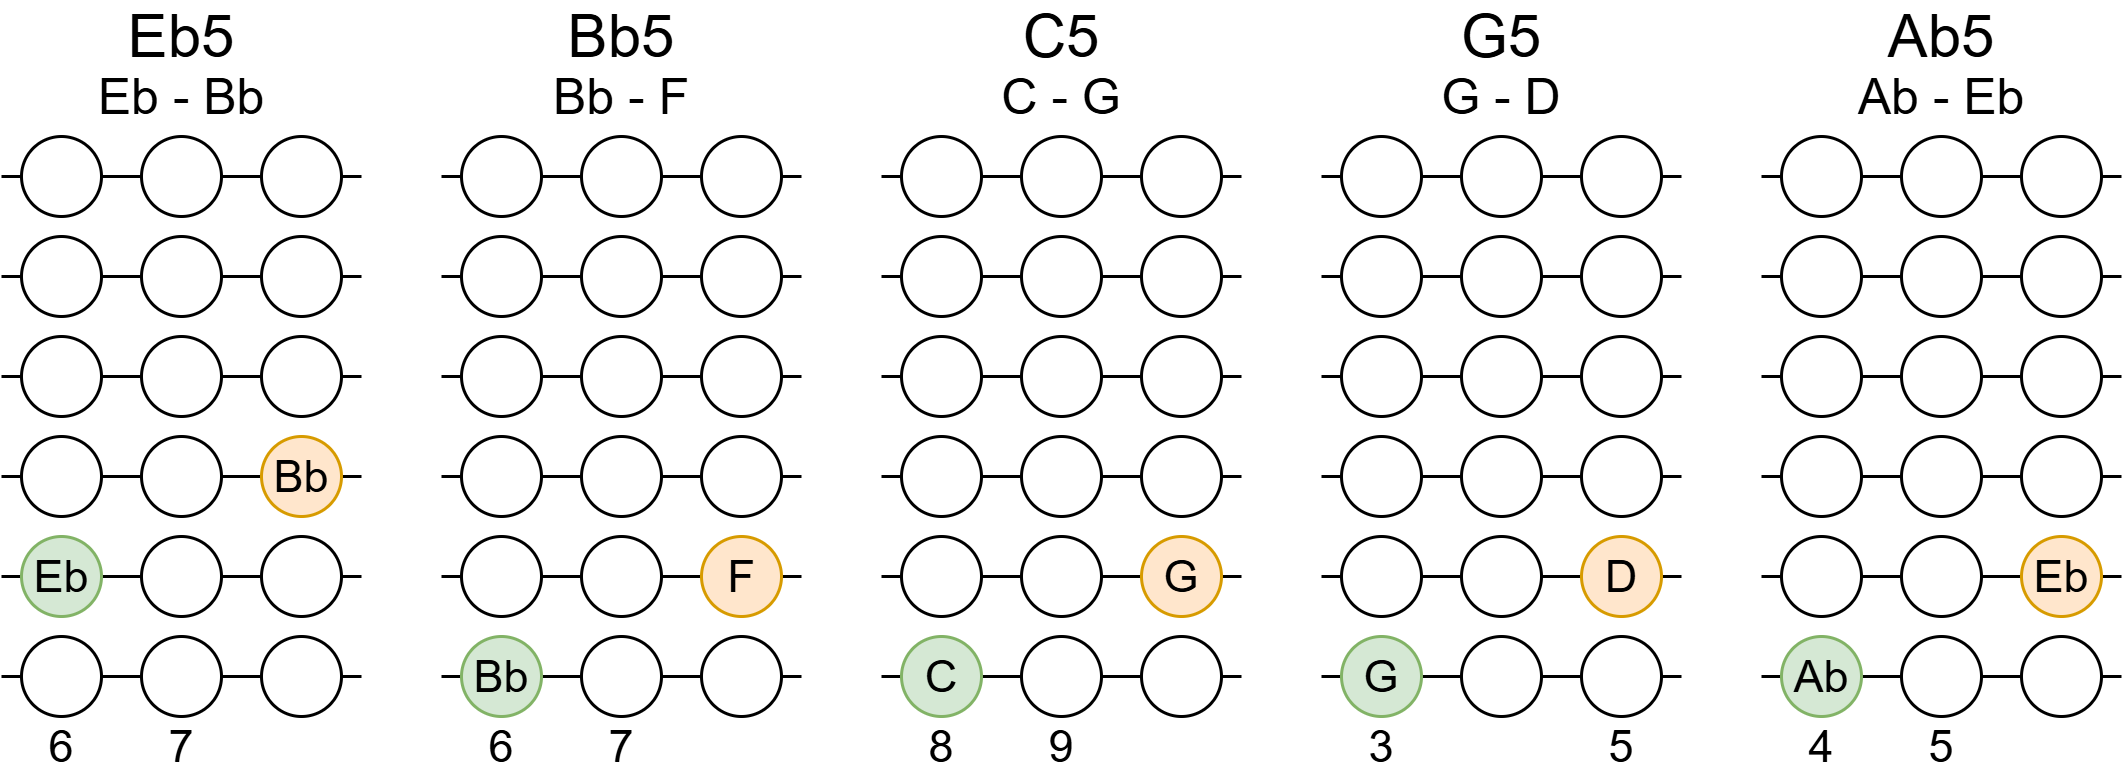 Eb5 Bb5 C5 G5 Ab5
Eb - Bb Bb - F C - G G - D Ab - Eb
Bb
Eb F G D Eb
Bb C G Ab
6 7 6 7 8 9 3 5 4 5